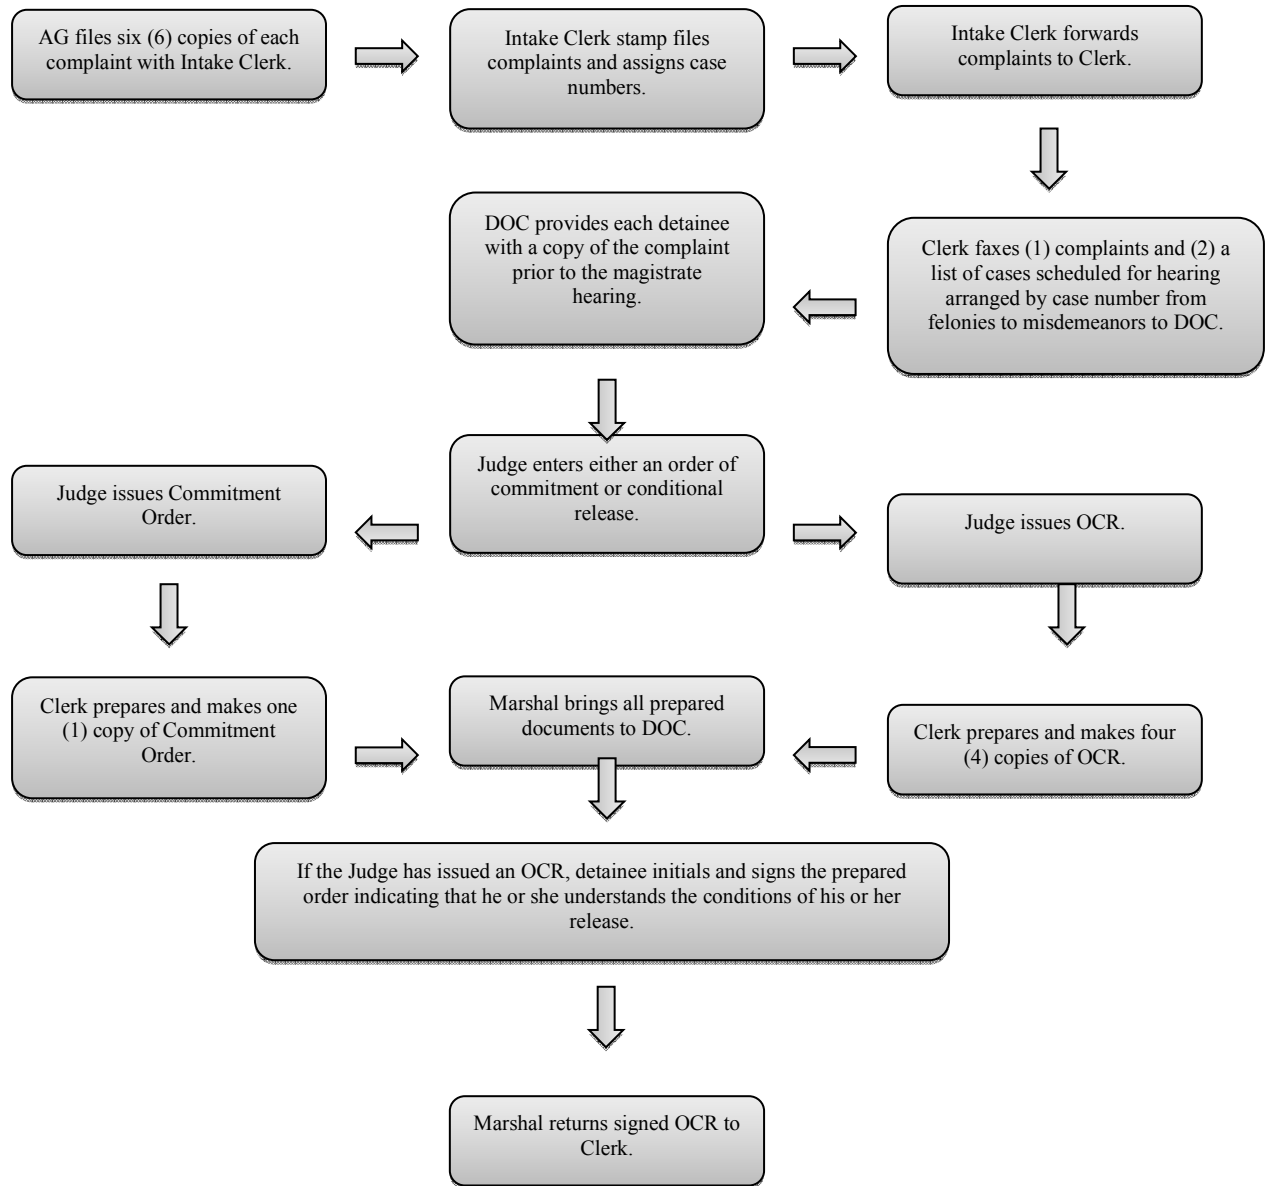 AG files six (6) copies of each
complaint with Intake Clerk.
Intake Clerk stamp files
complaints and assigns case
numbers.
Intake Clerk forwards
complaints to Clerk.
Clerk faxes (1) complaints and (2) a
list of cases scheduled for hearing
arranged by case number from
felonies to misdemeanors to DOC.
DOC provides each detainee
with a copy of the complaint
prior to the magistrate
hearing.
Judge enters either an order of
commitment or conditional
release.
Judge issues Commitment
Order.
Judge issues OCR.
Clerk prepares and makes one
(1) copy of Commitment
Order.
Marshal brings all prepared
documents to DOC.
Clerk prepares and makes four
(4) copies of OCR.
If the Judge has issued an OCR, detainee initials and signs the prepared
order indicating that he or she understands the conditions of his or her
release.
Marshal returns signed OCR to
Clerk.